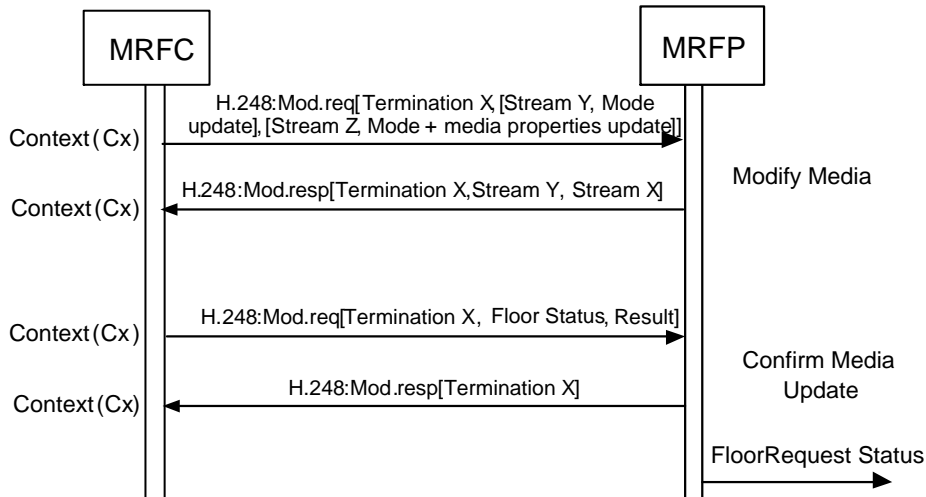 MRFC
MRFP
H.248:Mod.req[Termination X, [Stream Y, Mode
update], [Stream Z, Mode + media properties update]]
Context (Cx)
Modify Media
H.248:Mod.resp[Termination X,Stream Y, Stream X]
Context (Cx)
H.248:Mod.req[Termination X, Floor Status, Result]
Context (Cx)
Confirm Media
Update
H.248:Mod.resp[Termination X]
Context (Cx)
FloorRequest Status